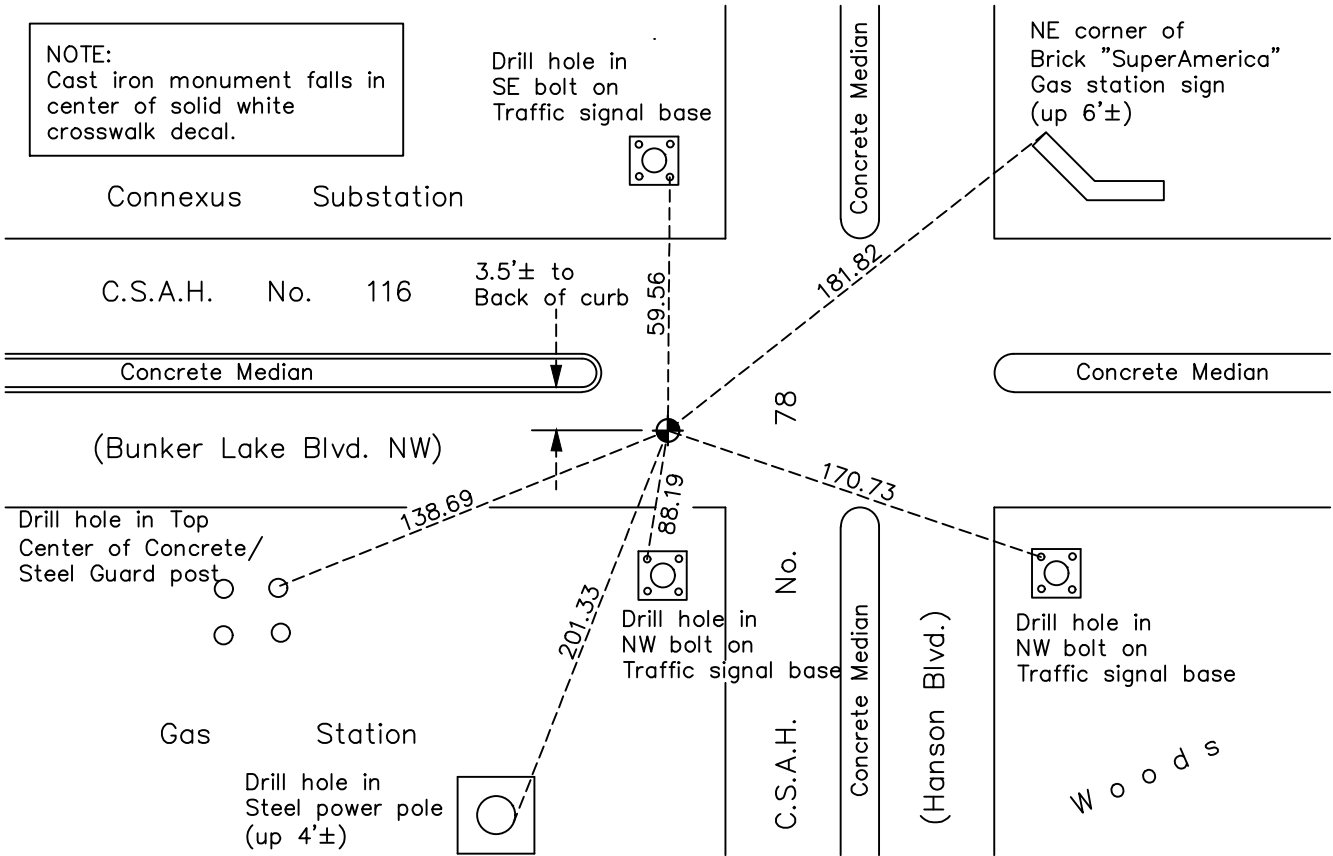 NOTE:
Cast iron monument falls in
center of solid white
crosswalk decal.
Drill hole in
SE bolt on
Traffic signal base
Concrete Median
NE corner of
Brick "SuperAmerica"
Gas station sign
(up 6'±)
Connexus Substation
C.S.A.H. No. 116
3.5'± to
Back of curb
59.56
181.82
Concrete Median
Concrete Median
78
(Bunker Lake Blvd. NW)
138.69
88.19
170.73
Drill hole in Top
Center of Concrete/
Steel Guard post
201.33
No.
Drill hole in
NW bolt on
Traffic signal base
Concrete Median
(Hanson Blvd.)
Drill hole in
NW bolt on
Traffic signal base
Gas Station
C.S.A.H.
Woods
Drill hole in
Steel power pole
(up 4'±)